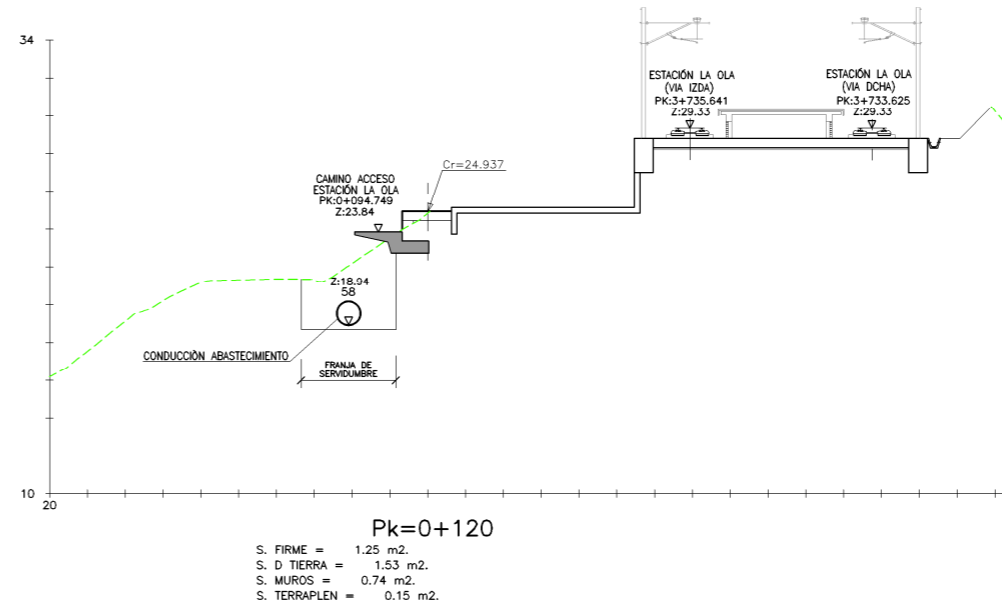 34
ESTACIÓN LA OLA
(VIA IZDA)
PK:3+735.641
Z:29.33
ESTACIÓN LA OLA
(VIA DCHA)
PK:3+733.625
Z:29.33
Cr=24.937
CAMINO ACCESO
ESTACIÓN LA OLA
PK:0+094.749
Z:23.84
Z:18.94
58
CONDUCCIÓN ABASTECIMIENTO
FRANJA DE
SERVIDUMBRE
10
20
Pk=0+120
S. FIRME = 1.25 m2.
S. D TIERRA = 1.53 m2.
S. MUROS = 0.74 m2.
S. TERRAPLEN = 0.15 m2.